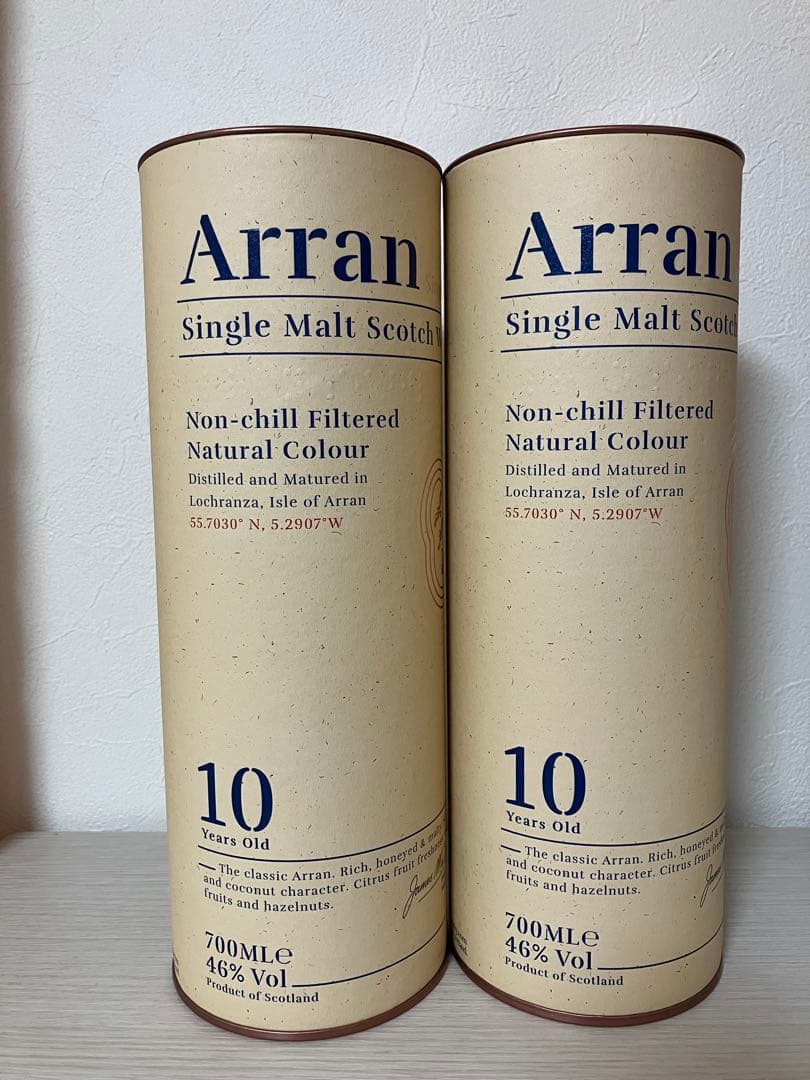 Arran
Single Malt Scotch W
Non-chill Filtered
Natural Colour
Distilled and Matured in
Lochranza, Isle of Arran
55.7030° N, 5.2907°W
10
Years Old
The classic Arran. Rich, honeyed & malty
and coconut character. Citrus fruit freshness
fruits and hazelnuts.
700MLe
46% Vol
Product of Scotland
Arran
Single Malt Scotch
Non-chill Filtered
Natural Colour
Distilled and Matured in
Lochranza, Isle of Arran
55.7030° N, 5.2907°W
10
Years Old
The classic Arran. Rich, honeyed &
and coconut character. Citrus fruit
fruits and hazelnuts.
700MLe
46% Vol
Product of Scotland